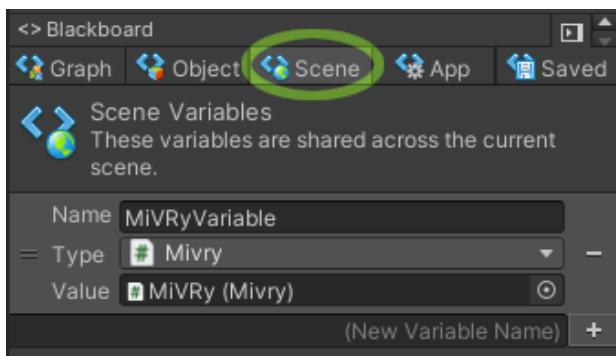 <> Blackboard
Graph Object Scene App Saved
Scene Variables
These variables are shared across the current
scene.
Name MiVRyVariable
Type # Mivry
Value # MiVRy (Mivry)
(New Variable Name) +